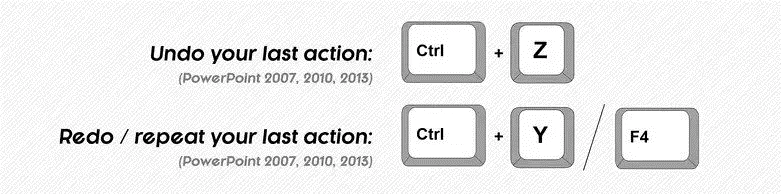 Undo your last action: Ctrl + Z
(PowerPoint 2007, 2010, 2013)
Redo / repeat your last action: Ctrl + Y / F4
(PowerPoint 2007, 2010, 2013)